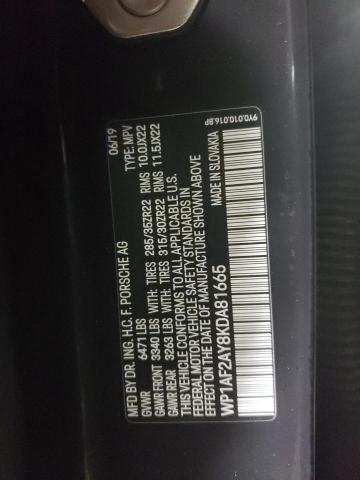 MFD BY DR. ING. H.C. F. PORSCHE AG 06/19
GVWR 6471 LBS TYPE: MPV
GAWR FRONT 3340 LBS WITH: TIRES 285/35ZR22 RIMS 10.0JX22
GAWR REAR 3263 LBS WITH: TIRES 315/30ZR22 RIMS 11.5JX22
THIS VEHICLE CONFORMS TO ALL APPLICABLE U.S.
FEDERAL MOTOR VEHICLE SAFETY STANDARDS IN
EFFECT ON THE DATE OF MANUFACTURE SHOWN ABOVE
WP1AF2AY8KDA81665 MADE IN SLOVAKIA
9Y0.010.016.BP